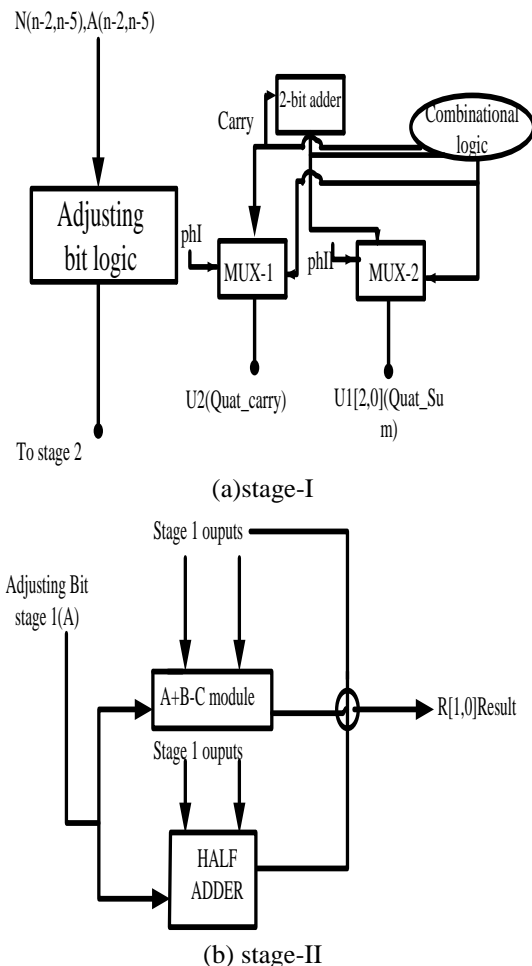 N(n-2,n-5),A(n-2,n-5)
2-bit adder
Combinational
logic
Carry
Adjusting
bit logic
phI
MUX-1
phII
MUX-2
U2(Quat_carry)
U1[2,0](Quat_Su
m)
To stage 2
(a)stage-I
Stage 1 ouputs
Adjusting Bit
stage 1(A)
A+B-C module
R[1,0]Result
Stage 1 ouputs
HALF
ADDER
(b) stage-II